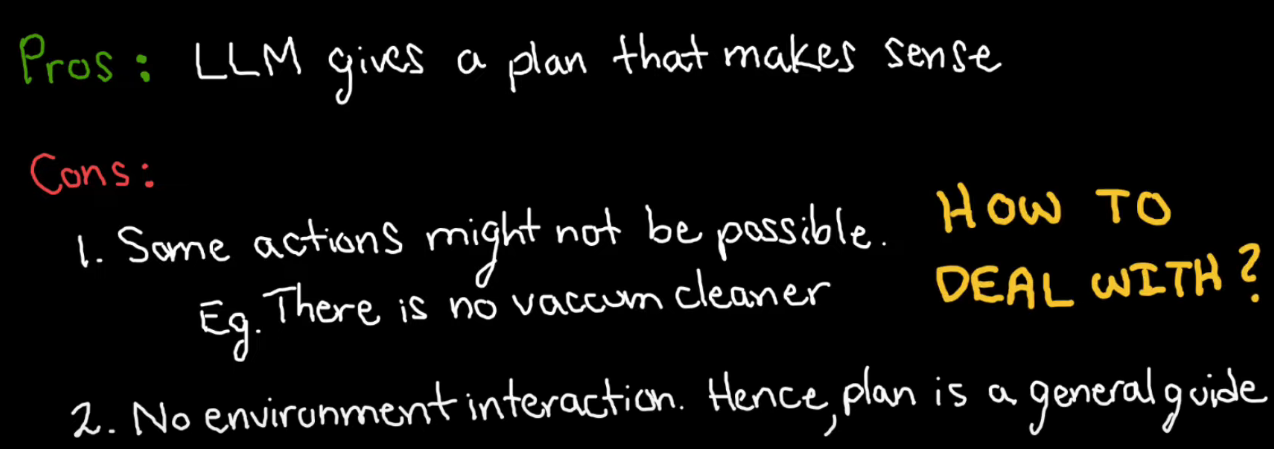 Pros: LLM gives a plan that makes sense
Cons:
1. Some actions might not be possible.
Eg. There is no vaccum cleaner
2. No environment interaction. Hence, plan is a general guide
HOW TO
DEAL WITH?